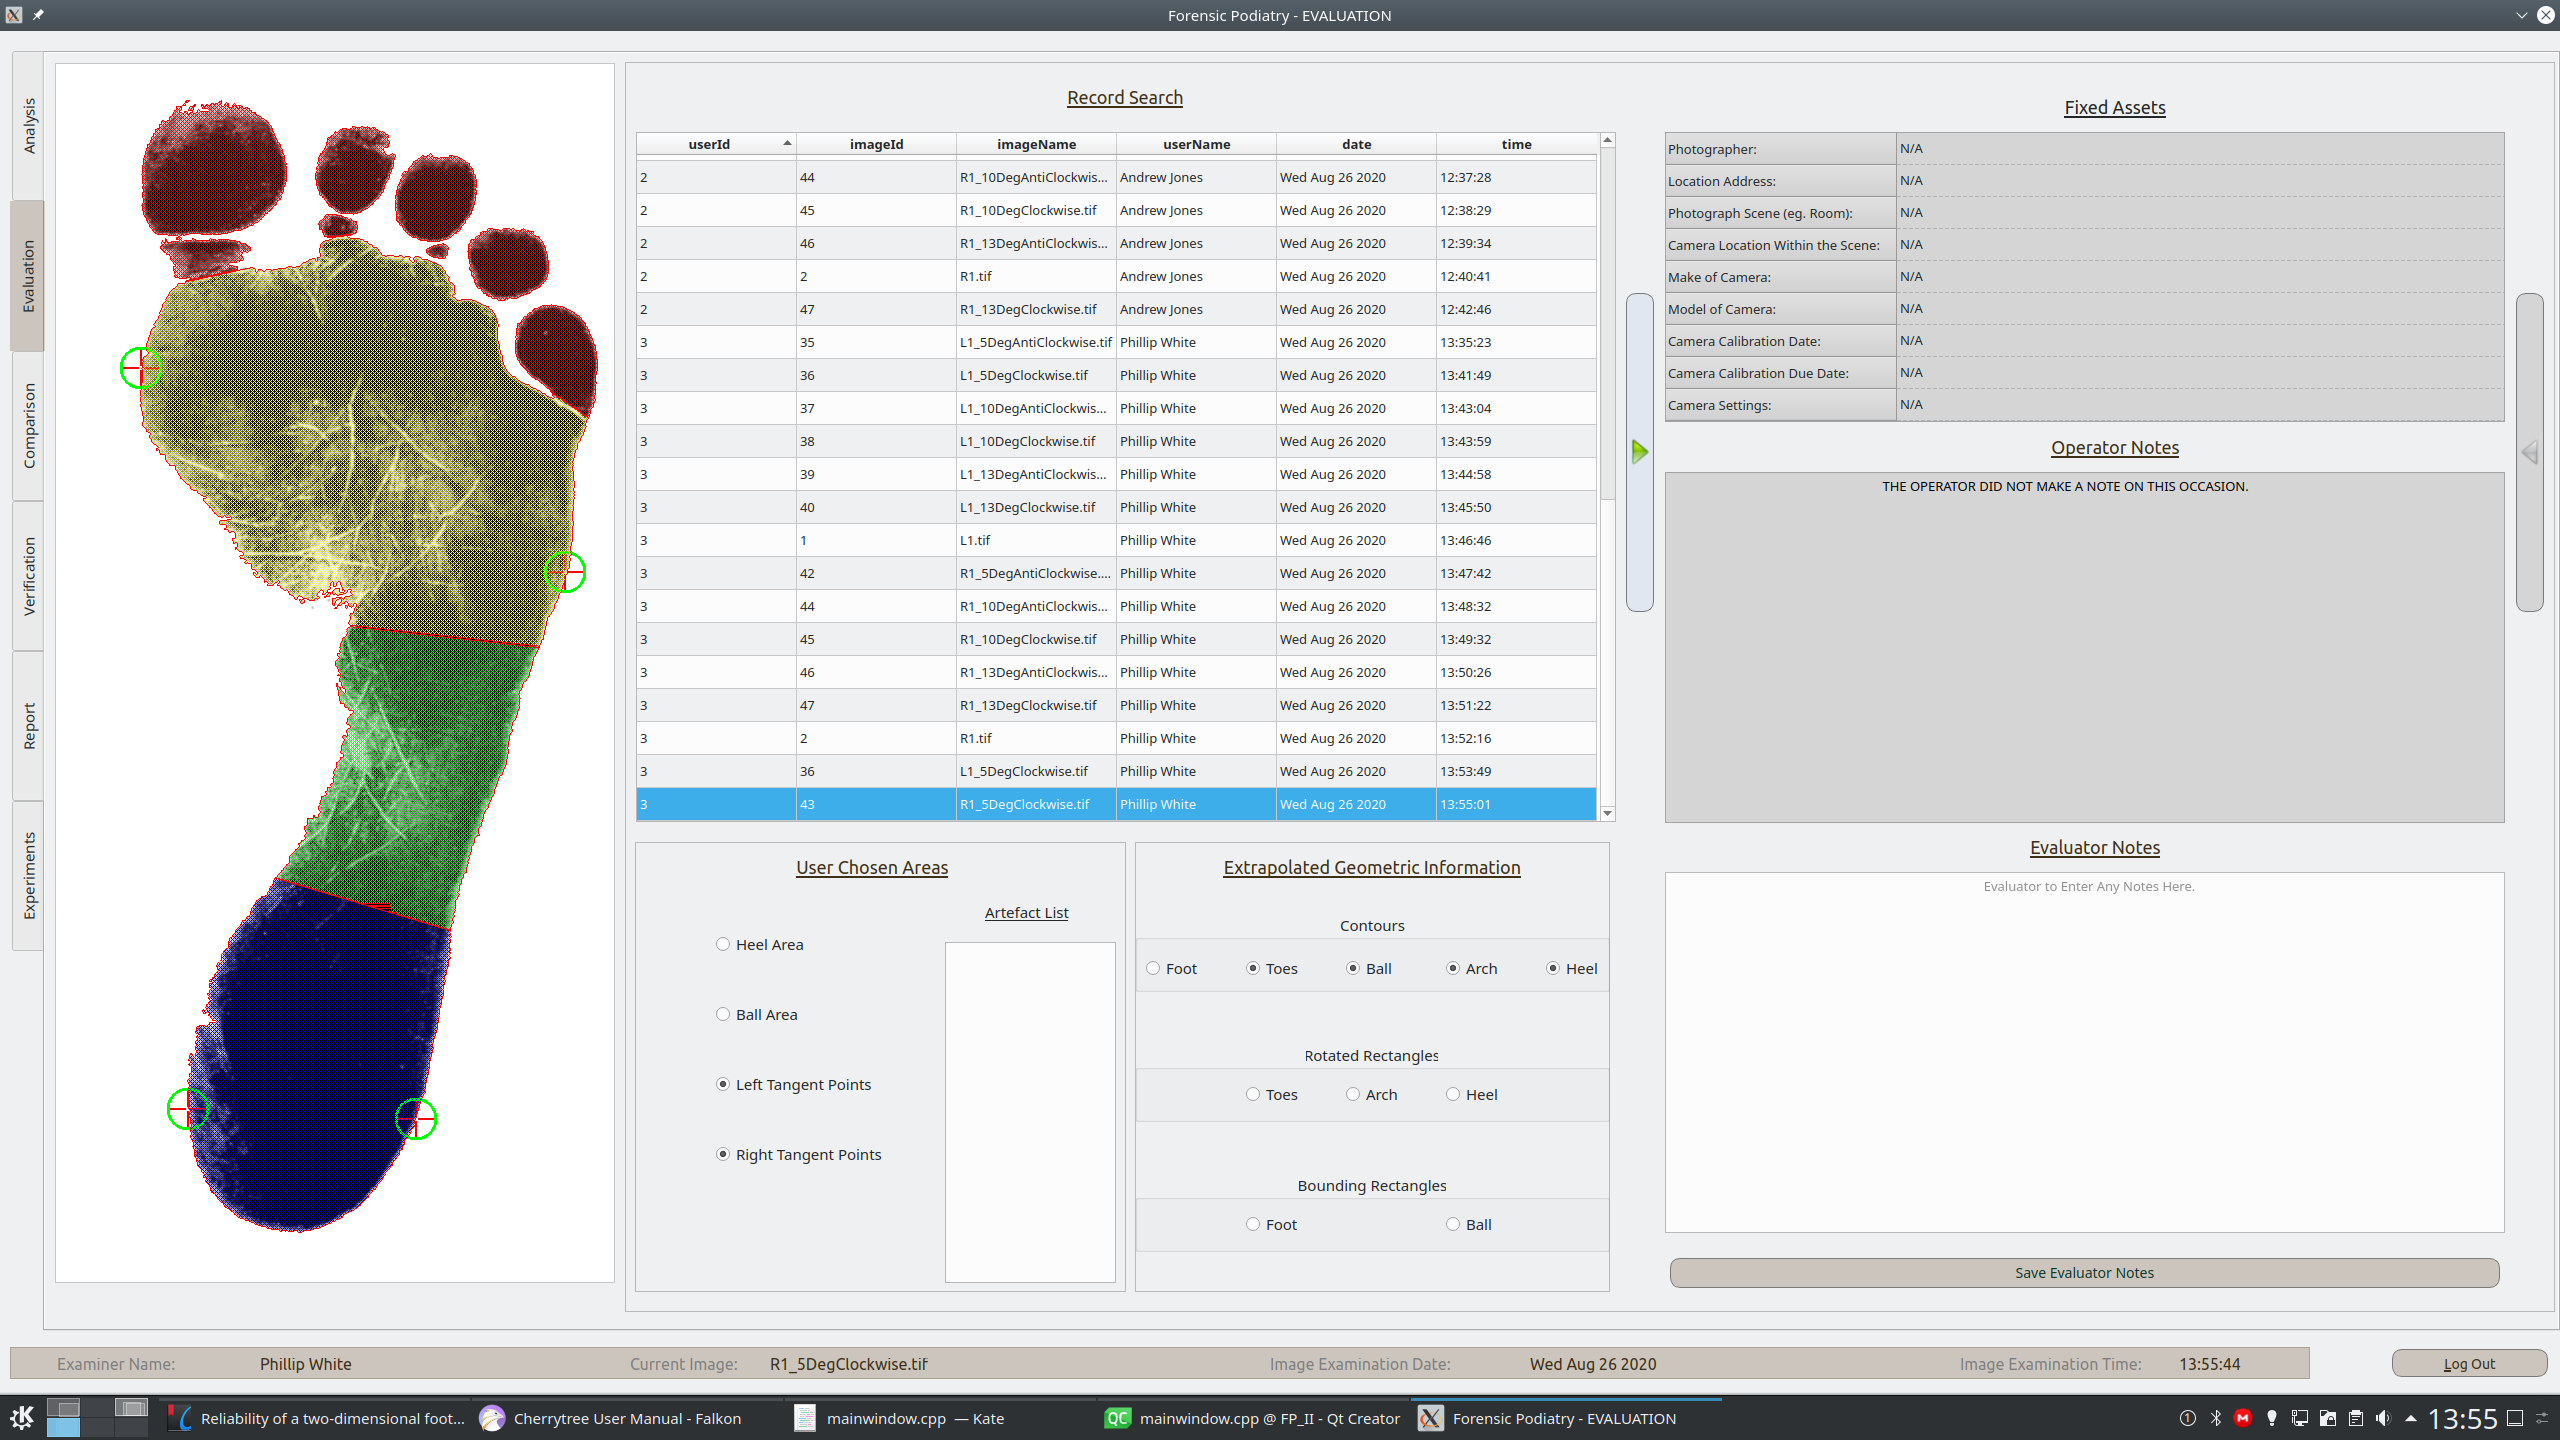 Forensic Podiatry - EVALUATION
Analysis
Evaluation
Comparison
Verification
Report
Experiments
Record Search
userId imageId imageName userName date time
2 44 R1_10DegAntiClockwis... Andrew Jones Wed Aug 26 2020 12:37:28
2 45 R1_10DegClockwise.tif Andrew Jones Wed Aug 26 2020 12:38:29
2 46 R1_13DegAntiClockwis... Andrew Jones Wed Aug 26 2020 12:39:34
2 2 R1.tif Andrew Jones Wed Aug 26 2020 12:40:41
2 47 R1_13DegClockwise.tif Andrew Jones Wed Aug 26 2020 12:42:46
3 35 L1_5DegAntiClockwise.tif Phillip White Wed Aug 26 2020 13:35:23
3 36 L1_5DegClockwise.tif Phillip White Wed Aug 26 2020 13:41:49
3 37 L1_10DegAntiClockwis... Phillip White Wed Aug 26 2020 13:43:04
3 38 L1_10DegClockwise.tif Phillip White Wed Aug 26 2020 13:43:59
3 39 L1_13DegAntiClockwis... Phillip White Wed Aug 26 2020 13:44:58
3 40 L1_13DegClockwise.tif Phillip White Wed Aug 26 2020 13:45:50
3 1 L1.tif Phillip White Wed Aug 26 2020 13:46:46
3 42 R1_5DegAntiClockwise.... Phillip White Wed Aug 26 2020 13:47:42
3 44 R1_10DegAntiClockwis... Phillip White Wed Aug 26 2020 13:48:32
3 45 R1_10DegClockwise.tif Phillip White Wed Aug 26 2020 13:49:32
3 46 R1_13DegAntiClockwis... Phillip White Wed Aug 26 2020 13:50:26
3 47 R1_13DegClockwise.tif Phillip White Wed Aug 26 2020 13:51:22
3 2 R1.tif Phillip White Wed Aug 26 2020 13:52:16
3 36 L1_5DegClockwise.tif Phillip White Wed Aug 26 2020 13:53:49
3 43 R1_5DegClockwise.tif Phillip White Wed Aug 26 2020 13:55:01
User Chosen Areas
Artefact List
Heel Area
Ball Area
Left Tangent Points
Right Tangent Points
Extrapolated Geometric Information
Contours
Foot Toes Ball Arch Heel
Rotated Rectangles
Toes Arch Heel
Bounding Rectangles
Foot Ball
Fixed Assets
Photographer: N/A
Location Address: N/A
Photograph Scene (eg. Room): N/A
Camera Location Within the Scene: N/A
Make of Camera: N/A
Model of Camera: N/A
Camera Calibration Date: N/A
Camera Calibration Due Date: N/A
Camera Settings: N/A
Operator Notes
THE OPERATOR DID NOT MAKE A NOTE ON THIS OCCASION.
Evaluator Notes
Evaluator to Enter Any Notes Here.
Save Evaluator Notes
Examiner Name: Phillip White Current Image: R1_5DegClockwise.tif Image Examination Date: Wed Aug 26 2020 Image Examination Time: 13:55:44
Log Out
Reliability of a two-dimensional foot... Cherrytree User Manual - Falkon mainwindow.cpp — Kate QC mainwindow.cpp @ FP_II - Qt Creator Forensic Podiatry - EVALUATION 13:55